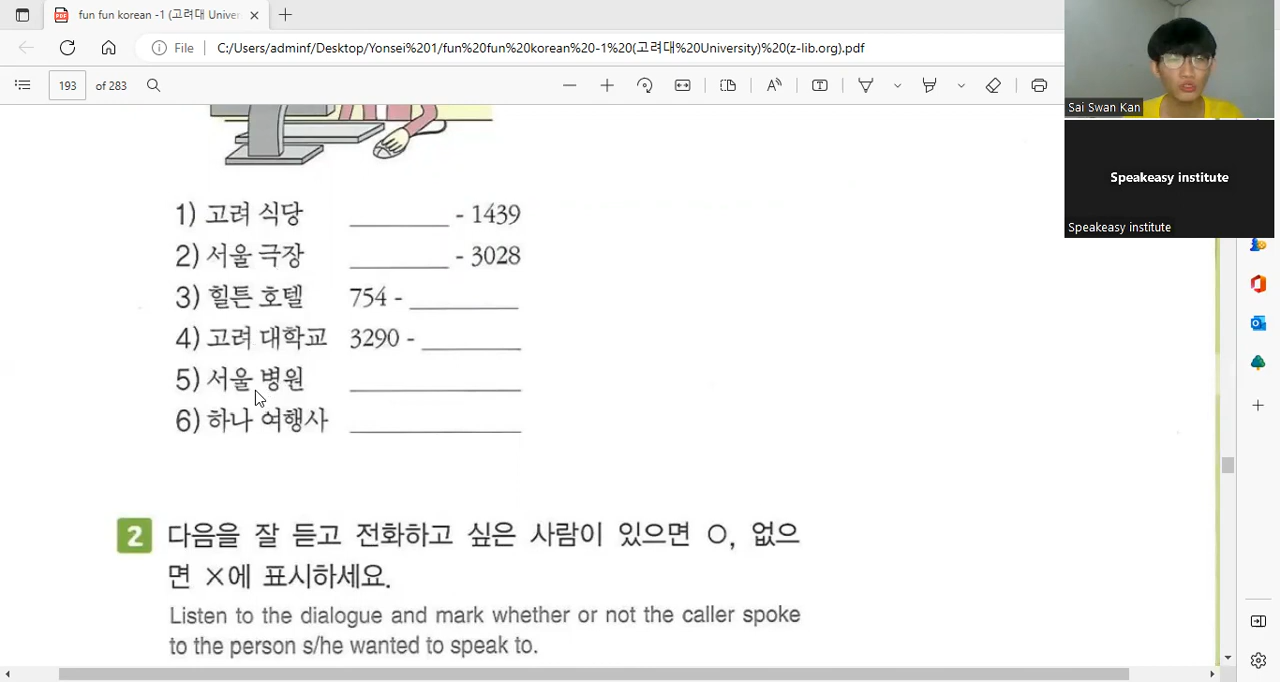 fun fun korean -1 (고려대 Univer
File
C:/Users/adminf/Desktop/Yonsei%201/fun%20fun%20korean%20-1%20(고려대%20University)%20(z-lib.org).pdf
193 of 283
Sai Swan Kan
Speakeasy institute
Speakeasy institute
1) 고려 식당 ________ - 1439
2) 서울 극장 ________ - 3028
3) 힐튼 호텔 754 - ________
4) 고려 대학교 3290 - ________
5) 서울 병원 ________
6) 하나 여행사 ________
2 다음을 잘 듣고 전화하고 싶은 사람이 있으면 ○, 없으
면 ×에 표시하세요.
Listen to the dialogue and mark whether or not the caller spoke
to the person s/he wanted to speak to.